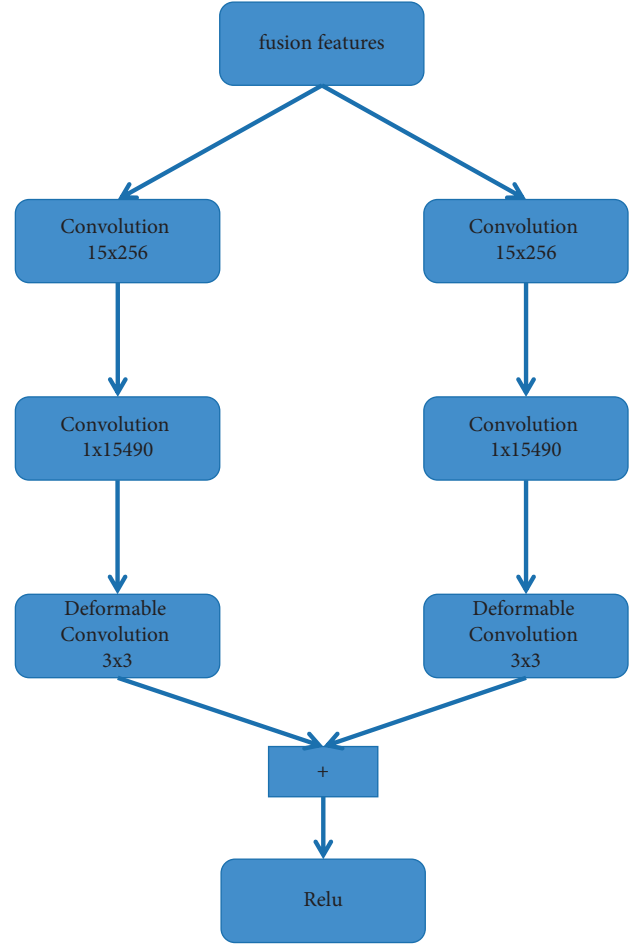 fusion features
Convolution
15x256
Convolution
15x256
Convolution
1x15490
Convolution
1x15490
Deformable
Convolution
3x3
Deformable
Convolution
3x3
+
Relu